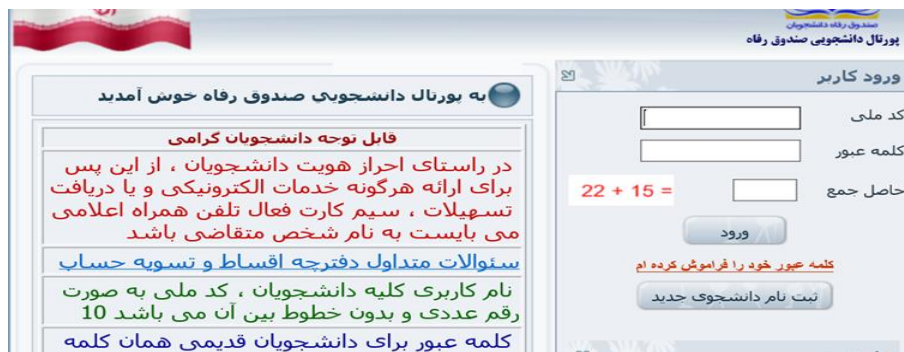 صندوق رفاه دانشجویان
پورتال دانشجویی صندوق رفاه
ورود کاربر
کد ملی
کلمه عبور
حاصل جمع
22 + 15 =
ورود
کلمه عبور خود را فراموش کرده ام
ثبت نام دانشجوی جدید
به پورتال دانشجویی صندوق رفاه خوش آمدید
قابل توجه دانشجویان گرامی
در راستای احراز هویت دانشجویان ، از این پس
برای ارائه هرگونه خدمات الکترونیکی و یا دریافت
تسهیلات ، سیم کارت فعال تلفن همراه اعلامی
می بایست به نام شخص متقاضی باشد
سئوالات متداول دفترچه اقساط و تسویه حساب
نام کاربری کلیه دانشجویان ، کد ملی به صورت
رقم عددی و بدون خطوط بین آن می باشد 10
کلمه عبور برای دانشجویان قدیمی همان کلمه